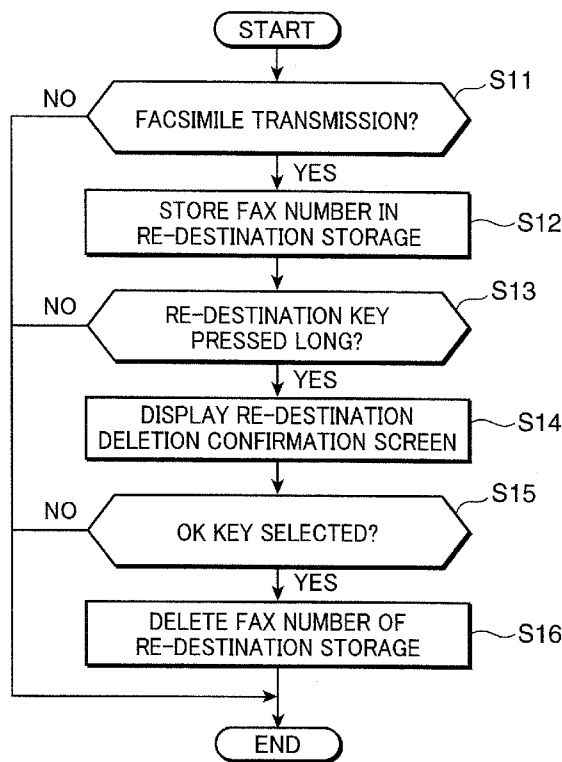 START
S11
NO
FACSIMILE TRANSMISSION?
YES
STORE FAX NUMBER IN
RE-DESTINATION STORAGE
S12
S13
NO
RE-DESTINATION KEY
PRESSED LONG?
YES
DISPLAY RE-DESTINATION
DELETION CONFIRMATION SCREEN
S14
S15
NO
OK KEY SELECTED?
YES
DELETE FAX NUMBER OF
RE-DESTINATION STORAGE
S16
END